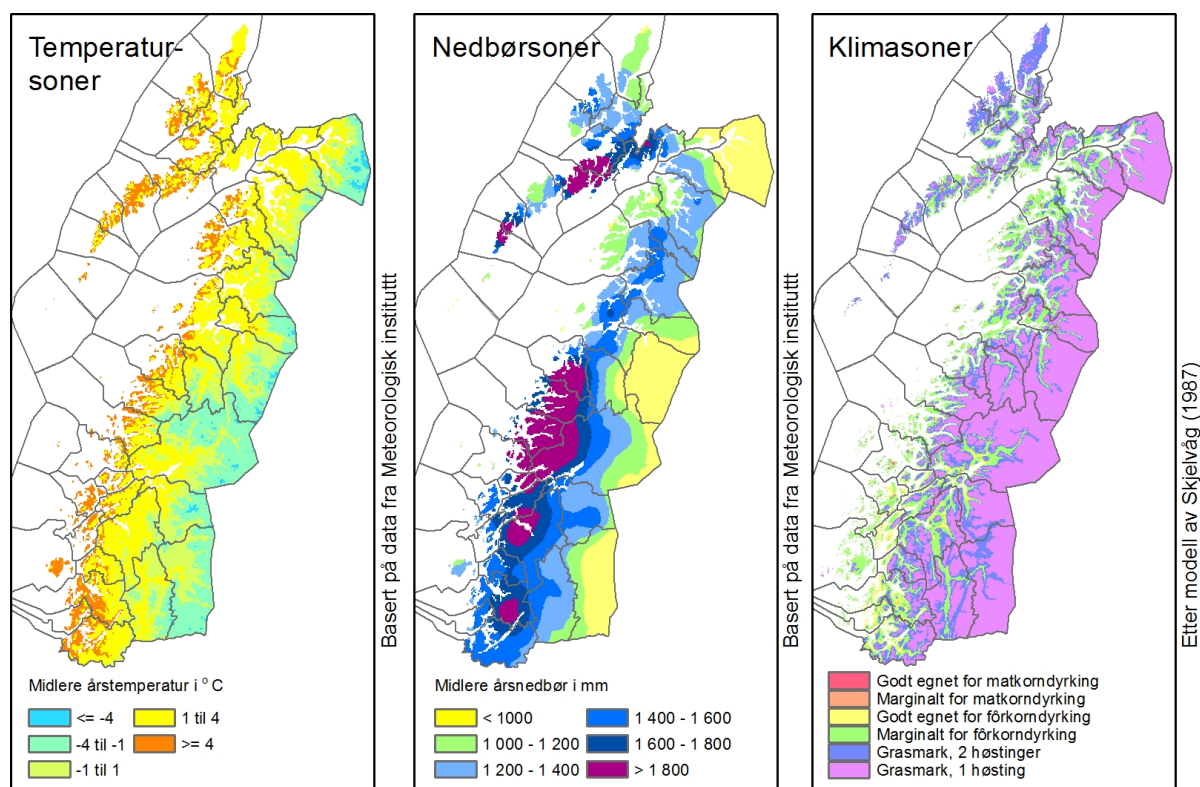 Temperatur-
soner
Basert på data fra Meteorologisk instituttt
Midlere årstemperatur i °C
<= -4
-4 til -1
-1 til 1
1 til 4
>= 4
Nedbørsoner
Basert på data fra Meteorologisk instituttt
Midlere årsnedbør i mm
< 1000
1 000 - 1 200
1 200 - 1 400
1 400 - 1 600
1 600 - 1 800
> 1 800
Klimasoner
Etter modell av Skjelvåg (1987)
Godt egnet for matkorndyrking
Marginalt for matkorndyrking
Godt egnet for fôrkorndyrking
Marginalt for fôrkorndyrking
Grasmark, 2 høstinger
Grasmark, 1 høsting